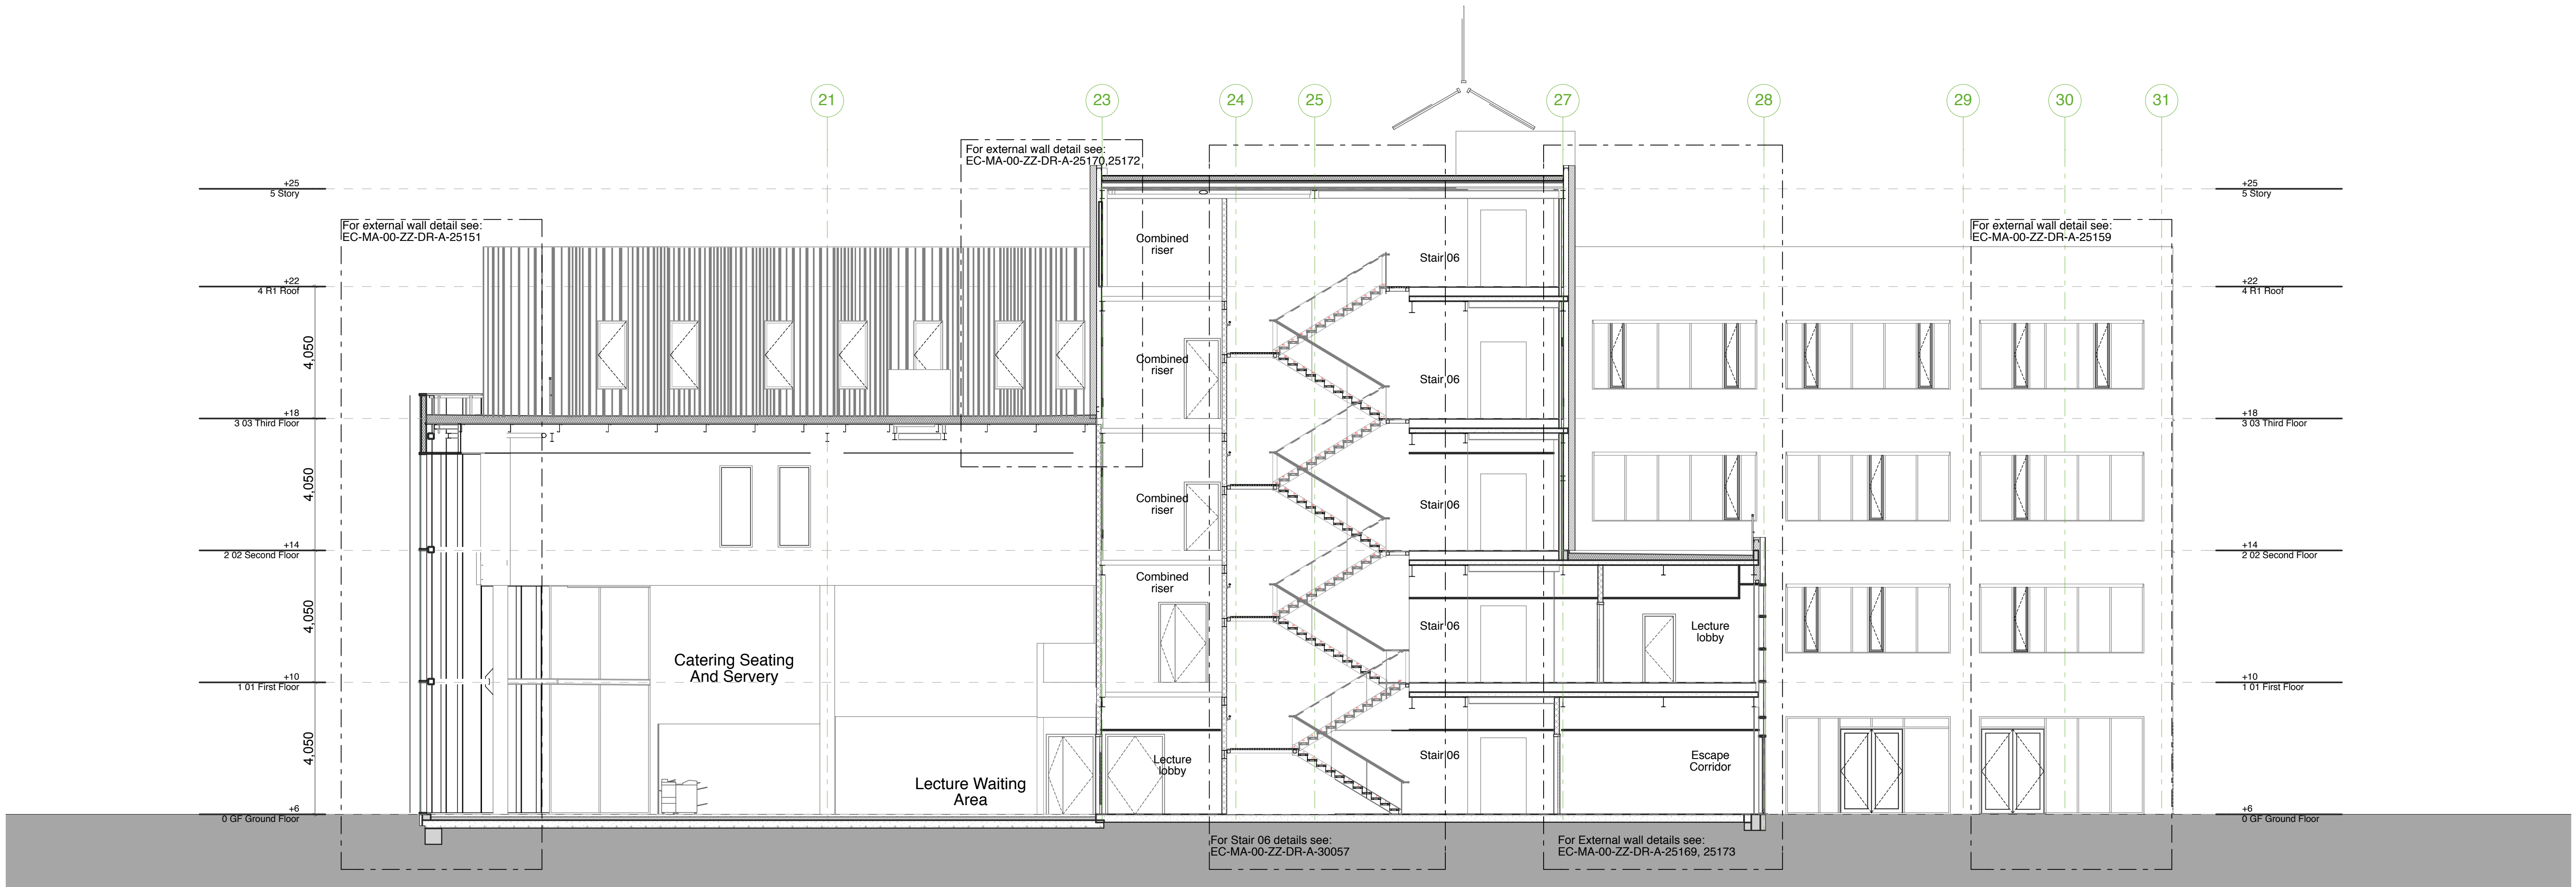 21
23
24
25
27
28
29
30
31
For external wall detail see:
EC-MA-00-ZZ-DR-A-25170,25172
+25
5 Story
+25
5 Story
For external wall detail see:
EC-MA-00-ZZ-DR-A-25151
For external wall detail see:
EC-MA-00-ZZ-DR-A-25159
Combined
riser
Stair 06
+22
4 R1 Roof
+22
4 R1 Roof
4,050
Combined
riser
Stair 06
+18
3 03 Third Floor
+18
3 03 Third Floor
4,050
Combined
riser
Stair 06
+14
2 02 Second Floor
+14
2 02 Second Floor
4,050
Combined
riser
Stair 06
Lecture
lobby
Catering Seating
And Servery
+10
1 01 First Floor
+10
1 01 First Floor
4,050
Lecture
lobby
Stair 06
Escape
Corridor
Lecture Waiting
Area
+6
0 GF Ground Floor
+6
0 GF Ground Floor
For Stair 06 details see:
EC-MA-00-ZZ-DR-A-30057
For External wall details see:
EC-MA-00-ZZ-DR-A-25169, 25173